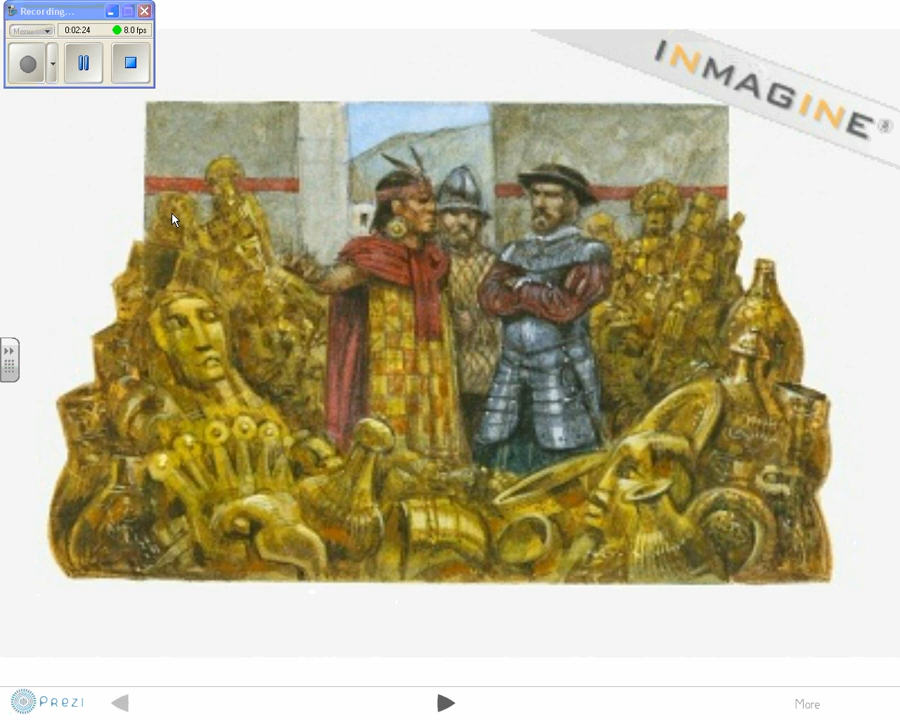 Recording...
0:02:24
8.0 fps
INMAGINE®
PREZI
More